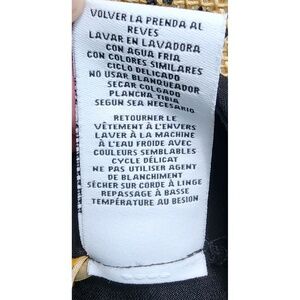 VOLVER LA PRENDA AL
REVES
LAVAR EN LAVADORA
CON AGUA FRIA
CON COLORES SIMILARES
CICLO DELICADO
NO USAR BLANQUEADOR
SECAR COLGADO
PLANCHA TIBIA
SEGUN SEA NECESARIO
RETOURNER LE
VÊTEMENT À L'ENVERS
LAVER À LA MACHINE
À L'EAU FROIDE AVEC
COULEURS SEMBLABLES
CYCLE DÉLICAT
NE PAS UTILISER AGENT
DE BLANCHIMENT
SÉCHER SUR CORDE À LINGE
REPASSAGE À BASSE
TEMPÉRATURE AU BESION